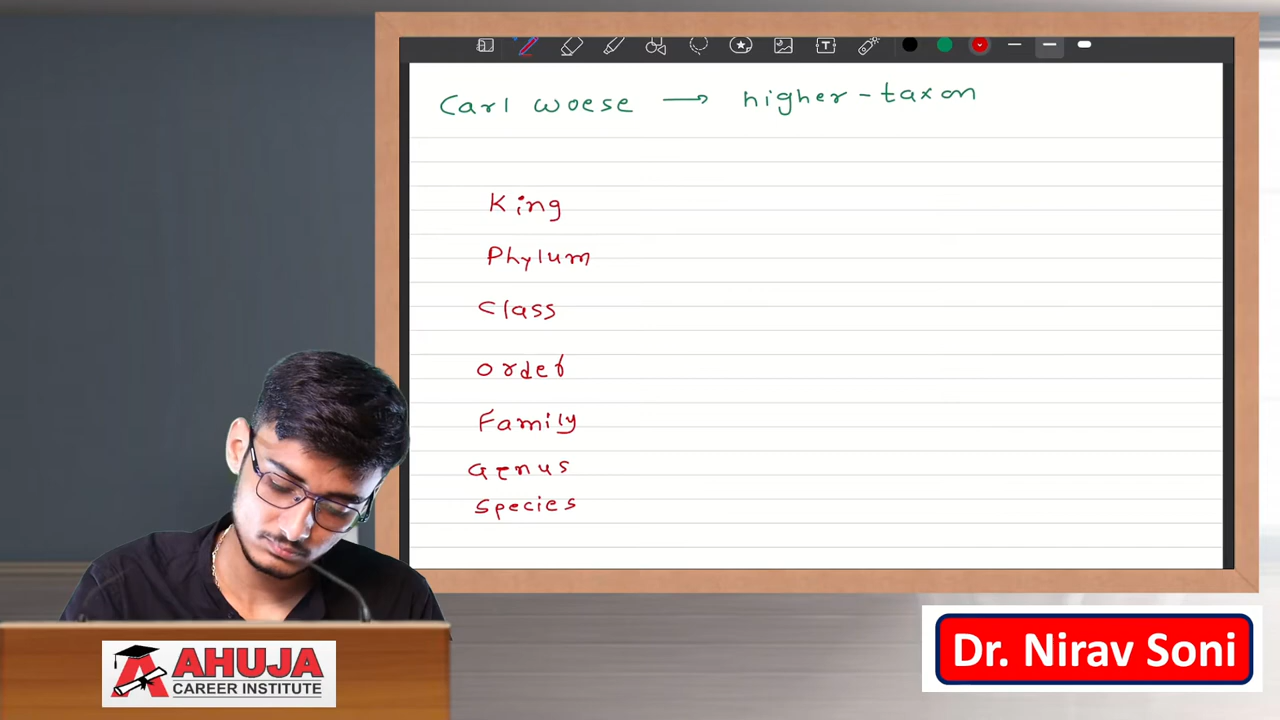 Carl woese → higher-taxon
King
Phylum
Class
order
Family
Genus
Species
AHUJA
CAREER INSTITUTE
Dr. Nirav Soni